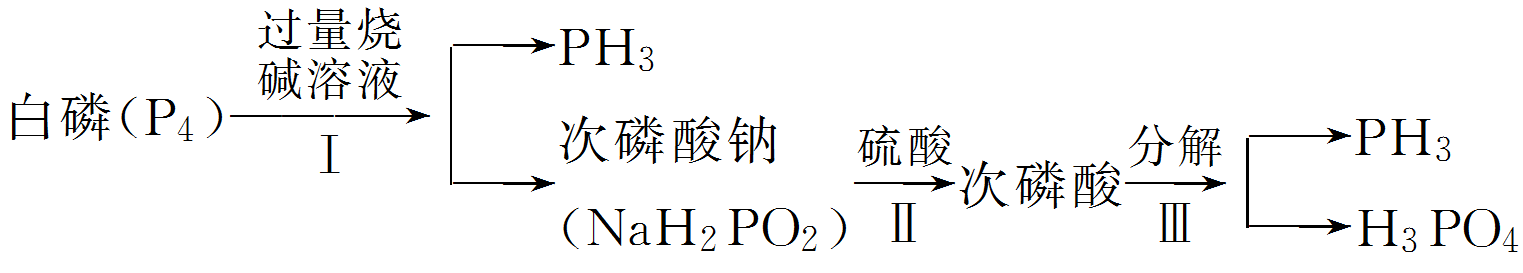 过量烧
碱溶液
白磷(P₄)
Ⅰ
PH₃
次磷酸钠
(NaH₂PO₂)
硫酸
Ⅱ
次磷酸
分解
Ⅲ
PH₃
H₃PO₄